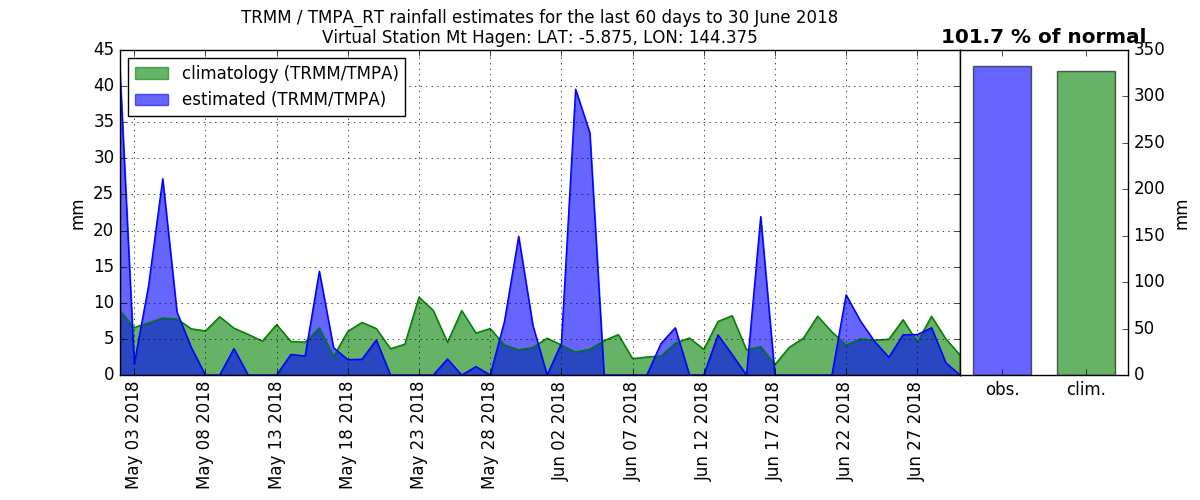 TRMM / TMPA_RT rainfall estimates for the last 60 days to 30 June 2018
Virtual Station Mt Hagen: LAT: -5.875, LON: 144.375
101.7 % of normal
climatology (TRMM/TMPA)
estimated (TRMM/TMPA)
mm
45
40
35
30
25
20
15
10
5
0
May 03 2018
May 08 2018
May 13 2018
May 18 2018
May 23 2018
May 28 2018
Jun 02 2018
Jun 07 2018
Jun 12 2018
Jun 17 2018
Jun 22 2018
Jun 27 2018
obs.
clim.
350
300
250
200
150
100
50
0
mm